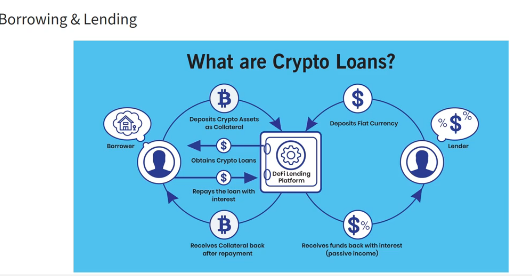 Borrowing & Lending
What are Crypto Loans?
Deposits Crypto Assets
as Collateral
Deposits Fiat Currency
Borrower
Lender
Obtains Crypto Loans
DeFi Lending
Platform
Repays the loan with
interest
Receives Collateral back
after repayment
Receives funds back with interest
(passive income)
$
$
$
$%
% $ %